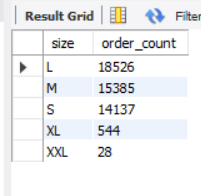 Result Grid Filter
size order_count
L 18526
M 15385
S 14137
XL 544
XXL 28